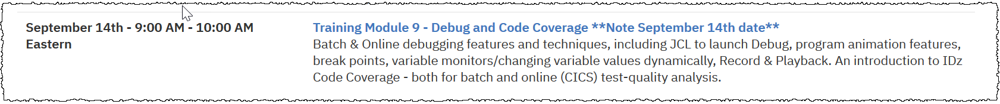 September 14th - 9:00 AM - 10:00 AM
Eastern
Training Module 9 - Debug and Code Coverage **Note September 14th date**
Batch & Online debugging features and techniques, including JCL to launch Debug, program animation features,
break points, variable monitors/changing variable values dynamically, Record & Playback. An introduction to IDz
Code Coverage - both for batch and online (CICS) test-quality analysis.